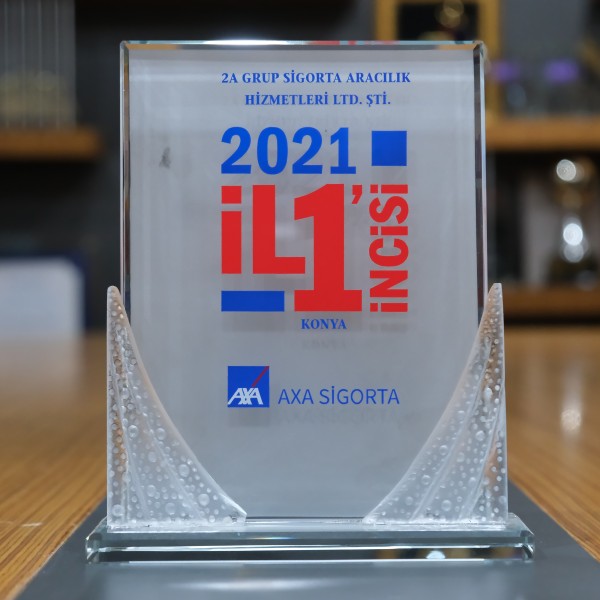 2A GRUP SİGORTA ARACILIK
HİZMETLERİ LTD. ŞTİ.
2021
İL 1'İNCİSİ
KONYA
AXA AXA SİGORTA